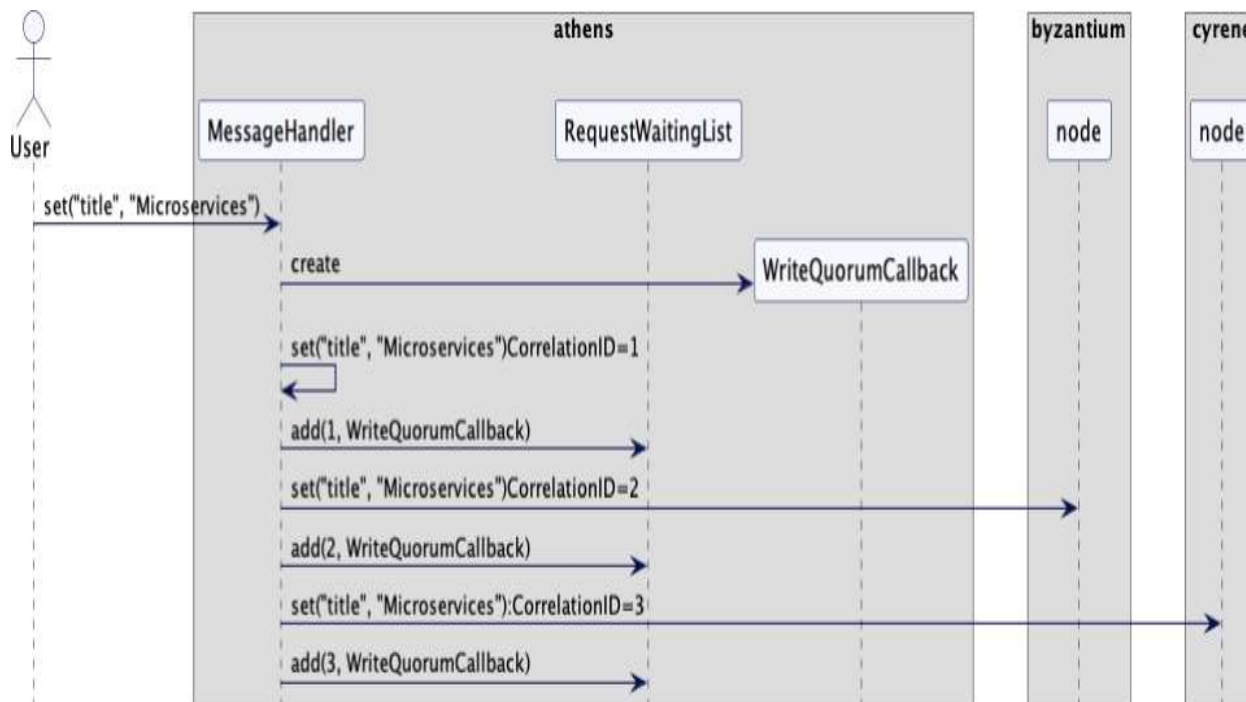 athens
byzantium
cyrene
User
MessageHandler
RequestWaitingList
node
node
set("title", "Microservices")
create
WriteQuorumCallback
set("title", "Microservices")CorrelationID=1
add(1, WriteQuorumCallback)
set("title", "Microservices")CorrelationID=2
add(2, WriteQuorumCallback)
set("title", "Microservices"):CorrelationID=3
add(3, WriteQuorumCallback)